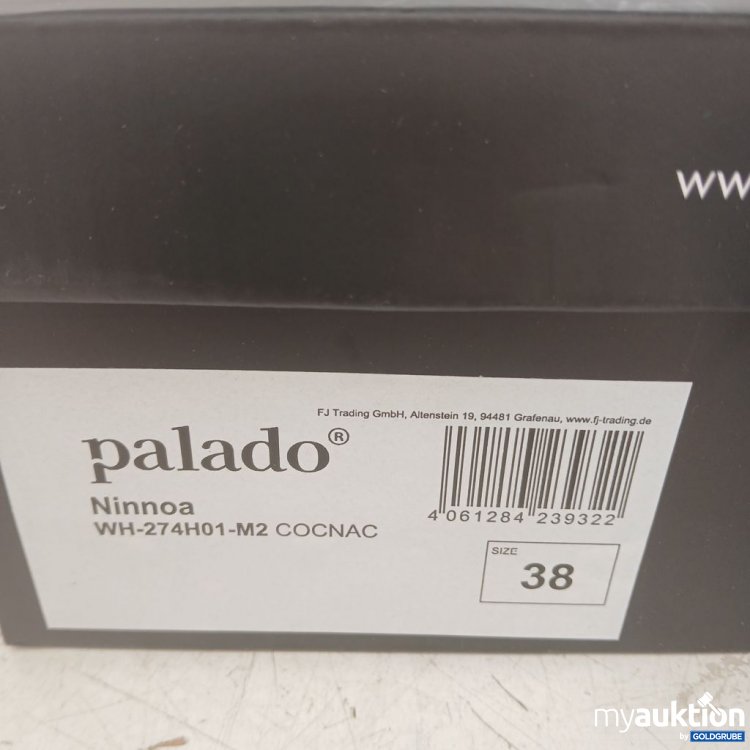 ww
FJ Trading GmbH, Altenstein 19, 94481 Grafenau, www.fj-trading.de
palado®
Ninnoa
WH-274H01-M2 COCNAC
4 061284 239322
SIZE
38
myauktion
by GOLDGRUBE